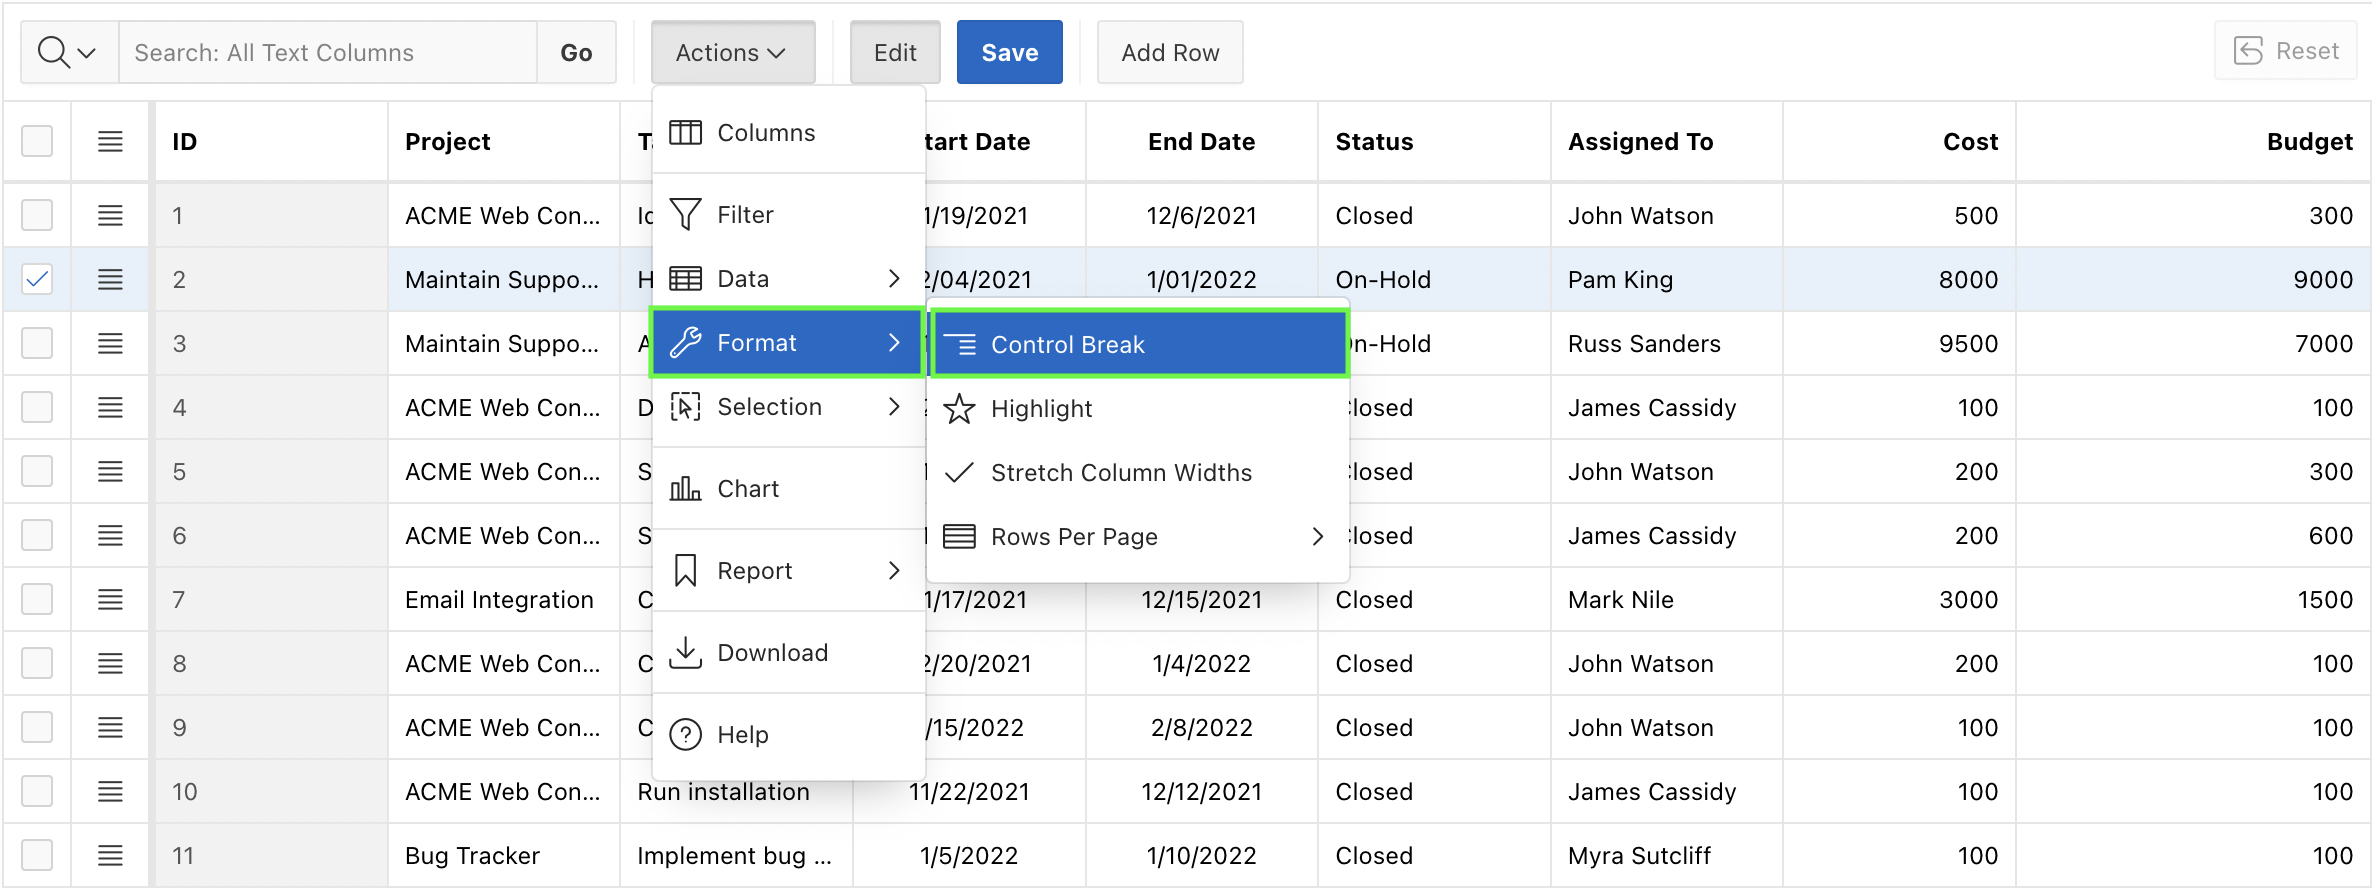 Search: All Text Columns Go Actions Edit Save Add Row Reset
ID Project Start Date End Date Status Assigned To Cost Budget
1 ACME Web Con... 1/19/2021 12/6/2021 Closed John Watson 500 300
2 Maintain Suppo... 2/04/2021 1/01/2022 On-Hold Pam King 8000 9000
3 Maintain Suppo... On-Hold Russ Sanders 9500 7000
4 ACME Web Con... Closed James Cassidy 100 100
5 ACME Web Con... Closed John Watson 200 300
6 ACME Web Con... Closed James Cassidy 200 600
7 Email Integration 1/17/2021 12/15/2021 Closed Mark Nile 3000 1500
8 ACME Web Con... 2/20/2021 1/4/2022 Closed John Watson 200 100
9 ACME Web Con... /15/2022 2/8/2022 Closed John Watson 100 100
10 ACME Web Con... Run installation 11/22/2021 12/12/2021 Closed James Cassidy 100 100
11 Bug Tracker Implement bug ... 1/5/2022 1/10/2022 Closed Myra Sutcliff 100 100
Columns
Filter
Data
Format
Selection
Chart
Report
Download
Help
Control Break
Highlight
Stretch Column Widths
Rows Per Page